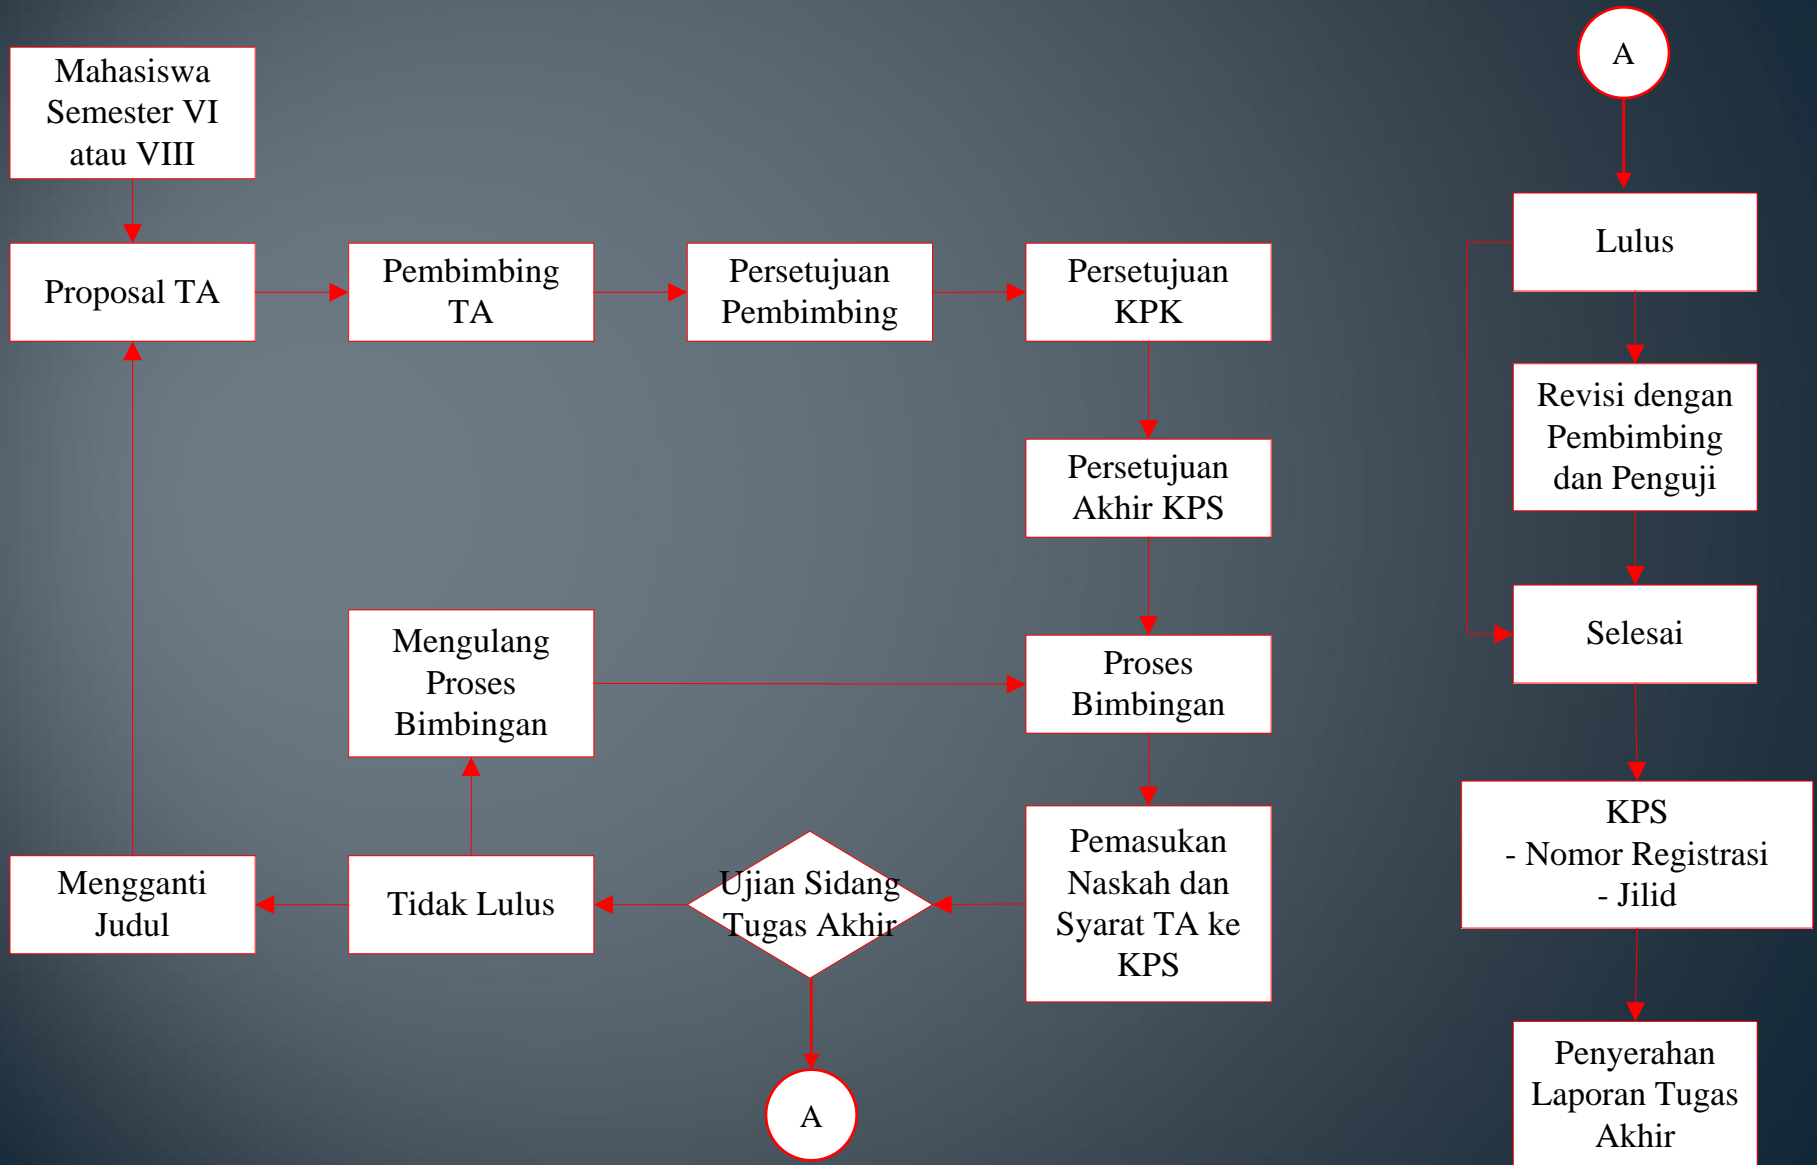 Mahasiswa
Semester VI
atau VIII
Proposal TA
Pembimbing
TA
Persetujuan
Pembimbing
Persetujuan
KPK
Persetujuan
Akhir KPS
Mengulang
Proses
Bimbingan
Proses
Bimbingan
Mengganti
Judul
Tidak Lulus
Ujian Sidang
Tugas Akhir
Pemasukan
Naskah dan
Syarat TA ke
KPS
A
A
Lulus
Revisi dengan
Pembimbing
dan Penguji
Selesai
KPS
- Nomor Registrasi
- Jilid
Penyerahan
Laporan Tugas
Akhir